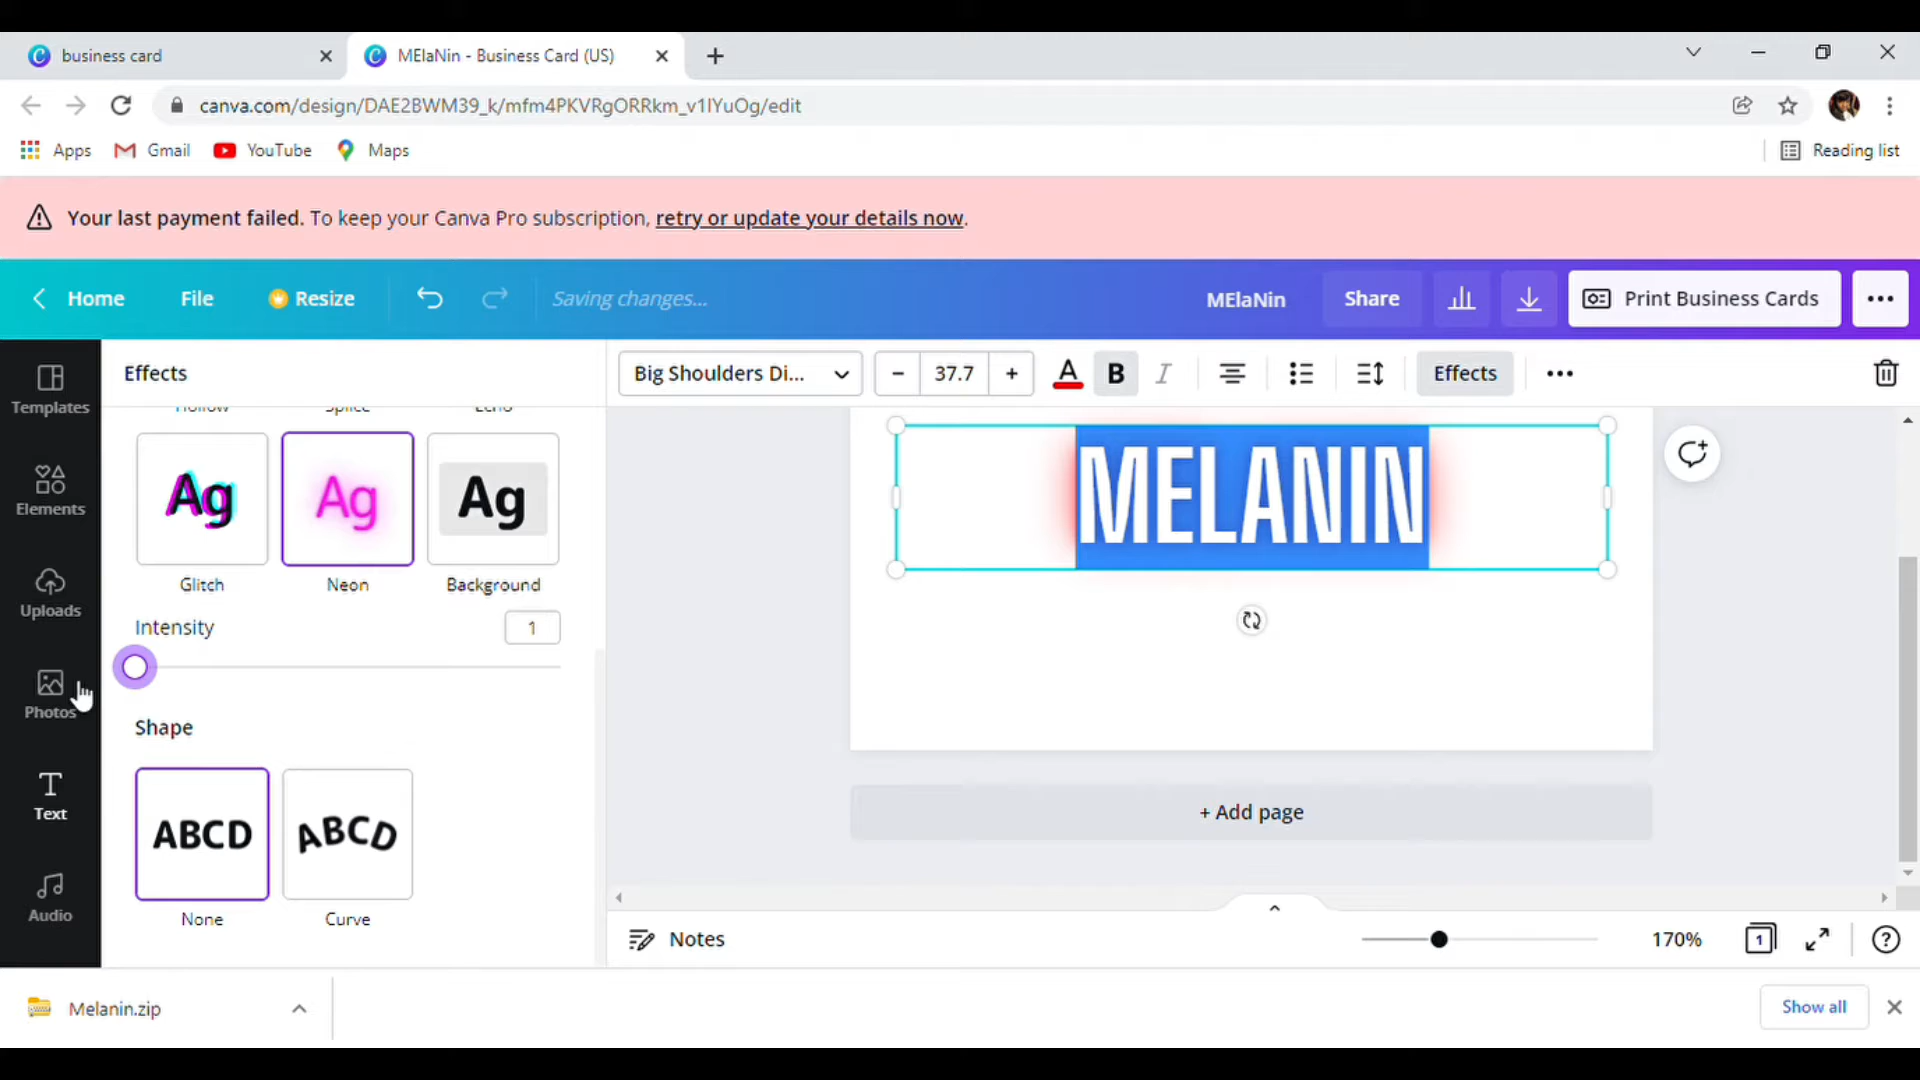 business card
MElaNin - Business Card (US)
canva.com/design/DAE2BWM39_k/mfm4PKVRgORRkm_v1lYuOg/edit
Apps
Gmail
YouTube
Maps
Reading list
Your last payment failed. To keep your Canva Pro subscription, retry or update your details now.
Home
File
Resize
Saving changes...
MElaNin
Share
Print Business Cards
Templates
Elements
Uploads
Photos
Text
Audio
Effects
Hollow
Splice
Echo
Ag
Ag
Ag
Glitch
Neon
Background
Intensity
1
Shape
ABCD
ABCD
None
Curve
Big Shoulders Di...
37.7
A
B
I
Effects
MELANIN
+ Add page
Notes
170%
1
Melanin.zip
Show all